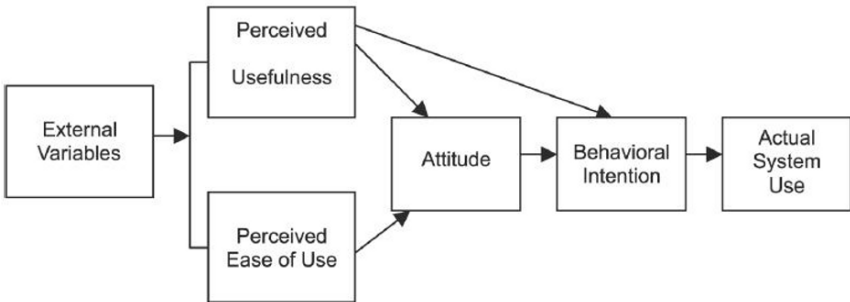 External
Variables
Perceived
Usefulness
Perceived
Ease of Use
Attitude
Behavioral
Intention
Actual
System
Use